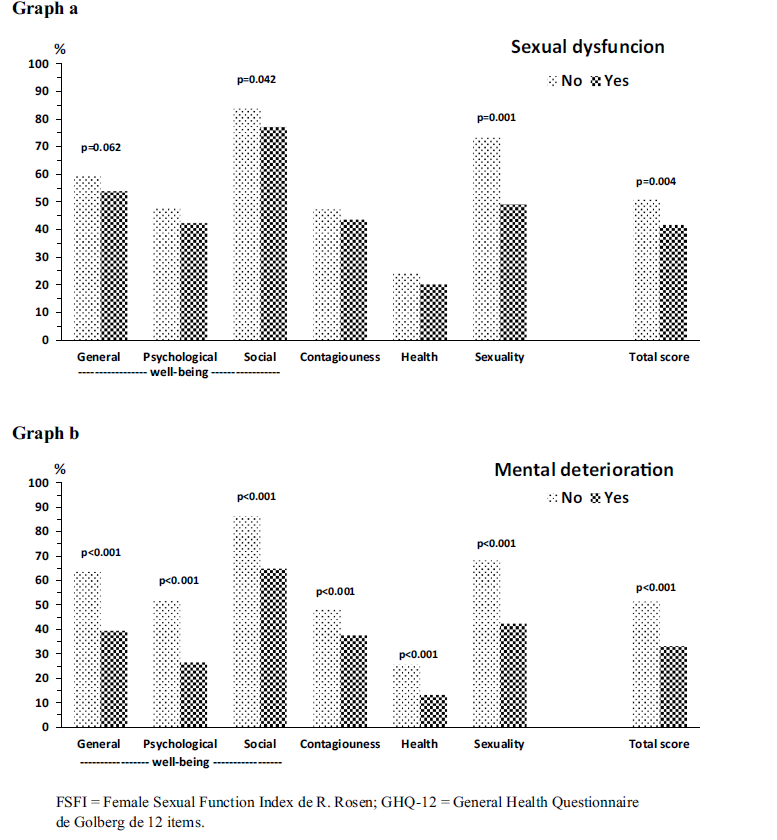 Graph a
Sexual dysfuncion
%
No Yes
100
90
80
70
60
50
40
30
20
10
0
p=0.062
p=0.042
p=0.001
p=0.004
General Psychological Social Contagiouness Health Sexuality Total score
----------------- well-being -----------------
Graph b
Mental deterioration
%
No Yes
100
90
80
70
60
50
40
30
20
10
0
p<0.001
p<0.001
p<0.001
p<0.001
p<0.001
p<0.001
p<0.001
General Psychological Social Contagiouness Health Sexuality Total score
----------------- well-being -----------------
FSFI = Female Sexual Function Index de R. Rosen; GHQ-12 = General Health Questionnaire
de Golberg de 12 items.